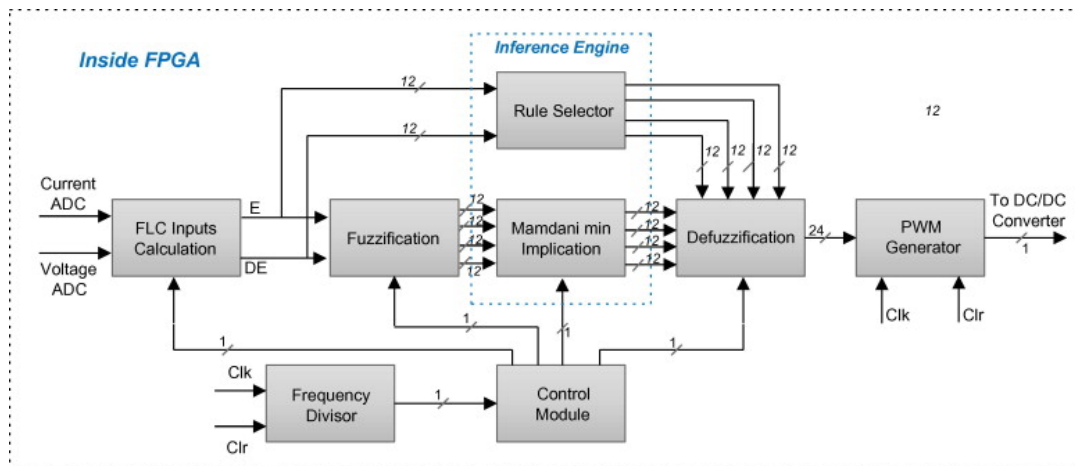 Inside FPGA
Inference Engine
12
12
Rule Selector
12
12
12
12
12
Current
ADC
Voltage
ADC
FLC Inputs
Calculation
E
DE
Fuzzification
12
12
12
12
Mamdani min
Implication
12
12
12
12
Defuzzification
24
PWM
Generator
To DC/DC
Converter
1
Clk
Clr
1
1
1
1
Clk
Clr
Frequency
Divisor
1
Control
Module